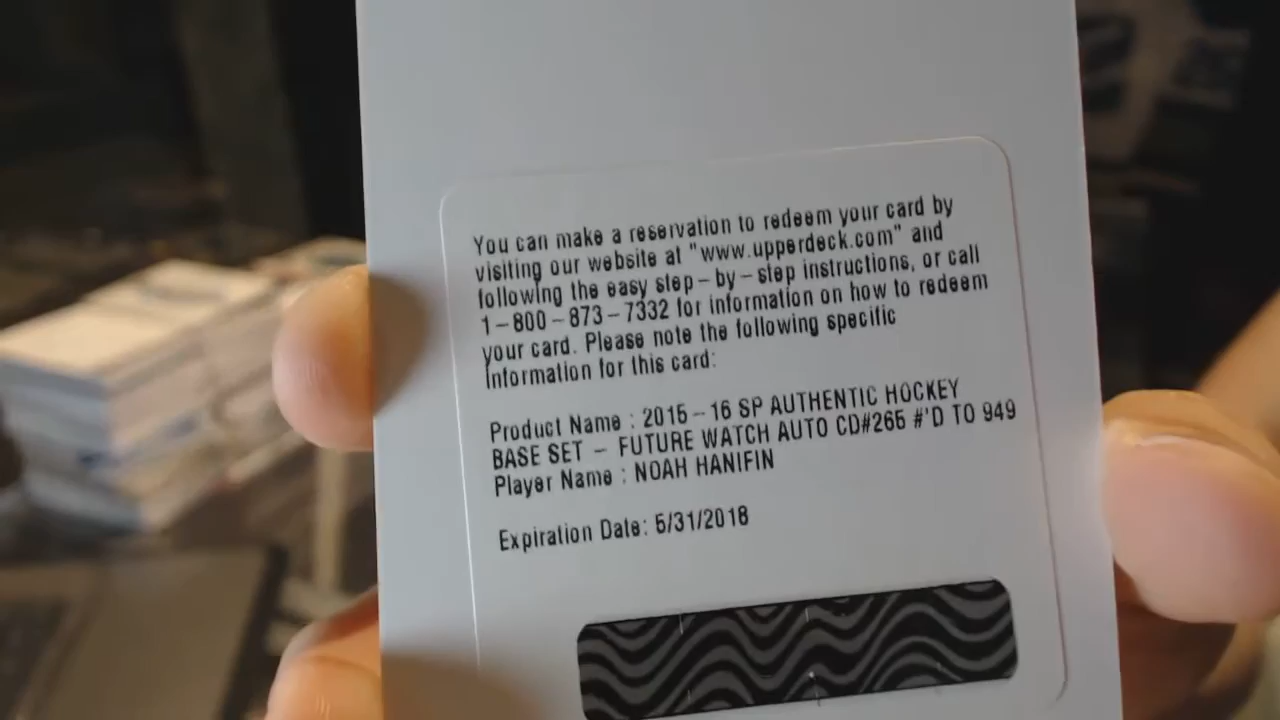 You can make a reservation to redeem your card by
visiting our website at "www.upperdeck.com" and
following the easy step-by-step instructions, or call
1-800-873-7332 for information on how to redeem
your card. Please note the following specific
information for this card:
Product Name : 2015-16 SP AUTHENTIC HOCKEY
BASE SET - FUTURE WATCH AUTO CD#265 #'D TO 949
Player Name : NOAH HANIFIN
Expiration Date: 5/31/2018